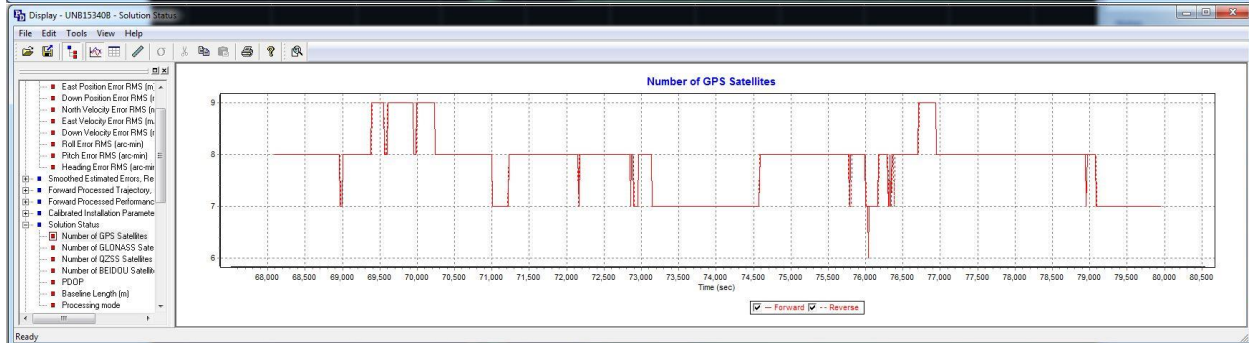 Display - UNB15340B - Solution Status
File Edit Tools View Help
East Position Error RMS (m)
Down Position Error RMS (r
North Velocity Error RMS (n
East Velocity Error RMS (m.
Down Velocity Error RMS (r
Roll Error RMS (arc-min)
Pitch Error RMS (arc-min)
Heading Error RMS (arc-min
Smoothed Estimated Errors, Re
Forward Processed Trajectory,
Forward Processed Performanc
Calibrated Installation Paramete
Solution Status
Number of GPS Satellites
Number of GLONASS Sate
Number of QZSS Satellites
Number of BEIDOU Satellite
PDOP
Baseline Length (m)
Processing mode
Number of GPS Satellites
9
8
7
6
68,000 68,500 69,000 69,500 70,000 70,500 71,000 71,500 72,000 72,500 73,000 73,500 74,000 74,500 75,000 75,500 76,000 76,500 77,000 77,500 78,000 78,500 79,000 79,500 80,000 80,500
Time (sec)
— Forward -- Reverse
Ready